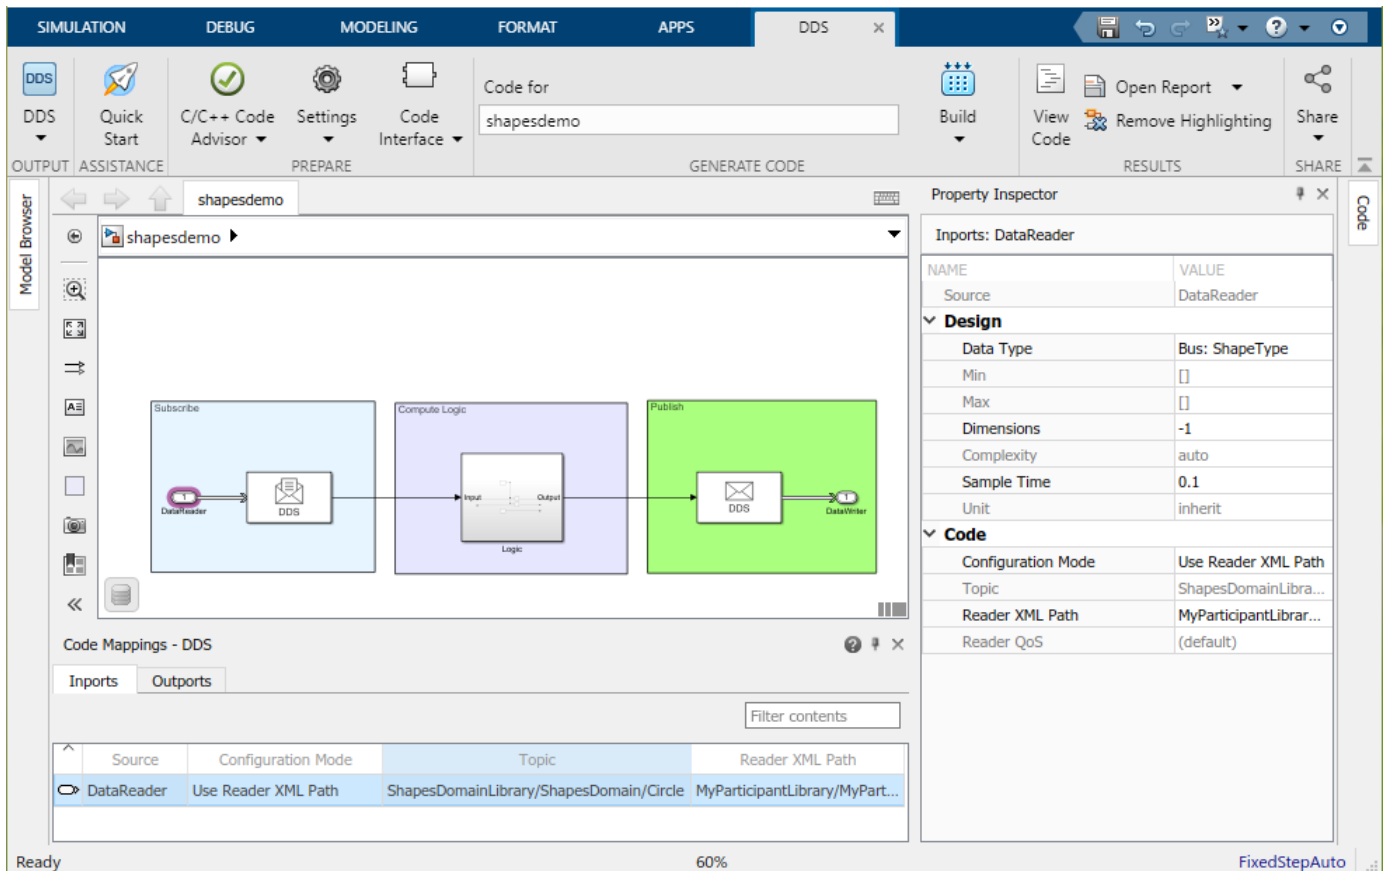 SIMULATION DEBUG MODELING FORMAT APPS DDS
DDS
Code for
Open Report
DDS Quick C/C++ Code Settings Code shapesdemo Build View Remove Highlighting Share
Start Advisor Interface Code
OUTPUT ASSISTANCE PREPARE GENERATE CODE RESULTS SHARE
Model Browser
shapesdemo
shapesdemo
Subscribe
Compute Logic
Publish
1
DataReader
DDS
Input
Output
Logic
DDS
1
DataWriter
Code Mappings - DDS
Inports Outports
Filter contents
Source Configuration Mode Topic Reader XML Path
DataReader Use Reader XML Path ShapesDomainLibrary/ShapesDomain/Circle MyParticipantLibrary/MyPart...
Property Inspector
Inports: DataReader
NAME VALUE
Source DataReader
Design
Data Type Bus: ShapeType
Min []
Max []
Dimensions -1
Complexity auto
Sample Time 0.1
Unit inherit
Code
Configuration Mode Use Reader XML Path
Topic ShapesDomainLibra...
Reader XML Path MyParticipantLibrar...
Reader QoS (default)
Code
Ready 60% FixedStepAuto